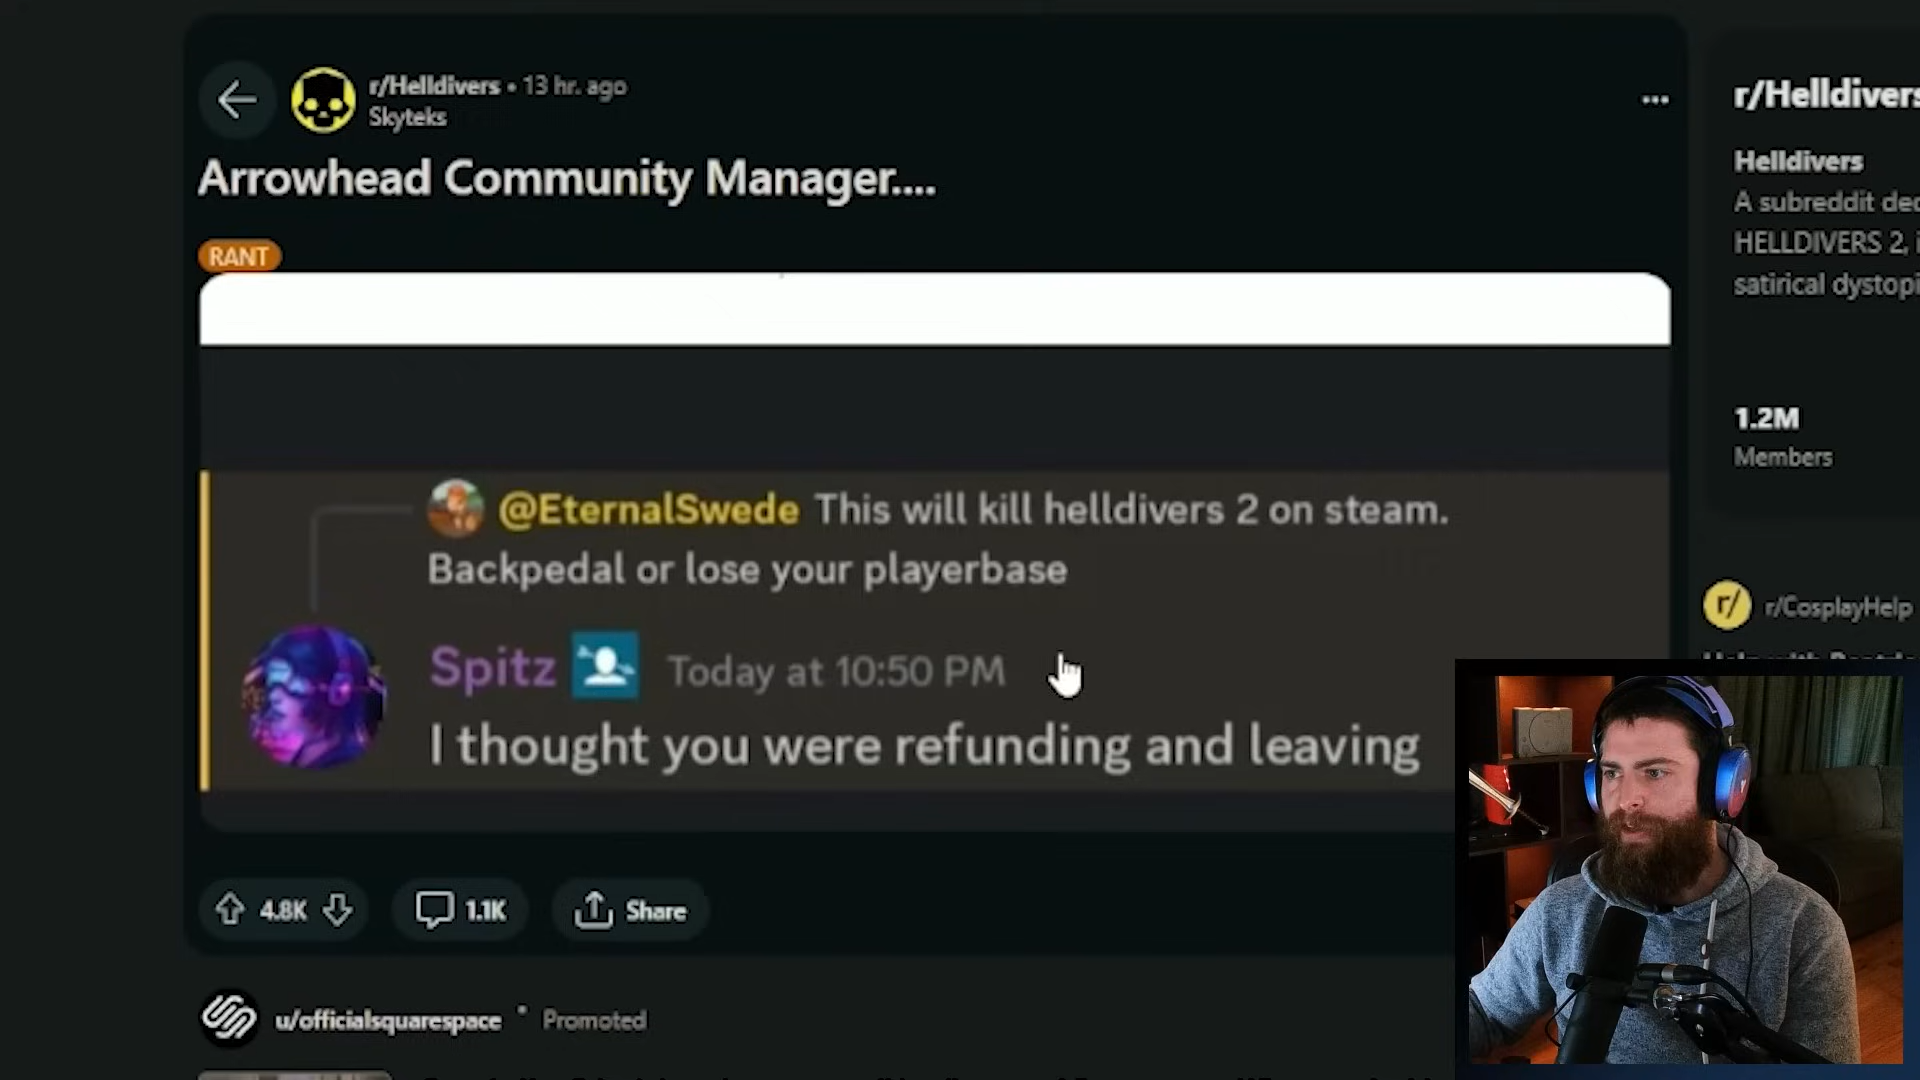 r/Helldivers • 13 hr. ago
Skyteks
Arrowhead Community Manager....
RANT
@EternalSwede This will kill helldivers 2 on steam.
Backpedal or lose your playerbase
Spitz Today at 10:50 PM
I thought you were refunding and leaving
4.8K 1.1K Share
u/officialsquarespace • Promoted
r/Helldivers
Helldivers
A subreddit
HELLDIVERS 2,
satirical
1.2M
Members
r/ r/CosplayHelp